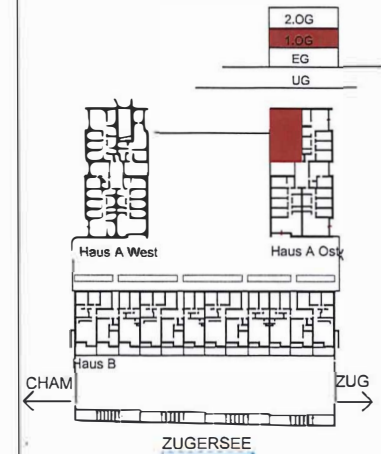 2.OG
1.OG
EG
UG
Haus A West
Haus A Ost
Haus B
CHAM
ZUG
ZUGERSEE